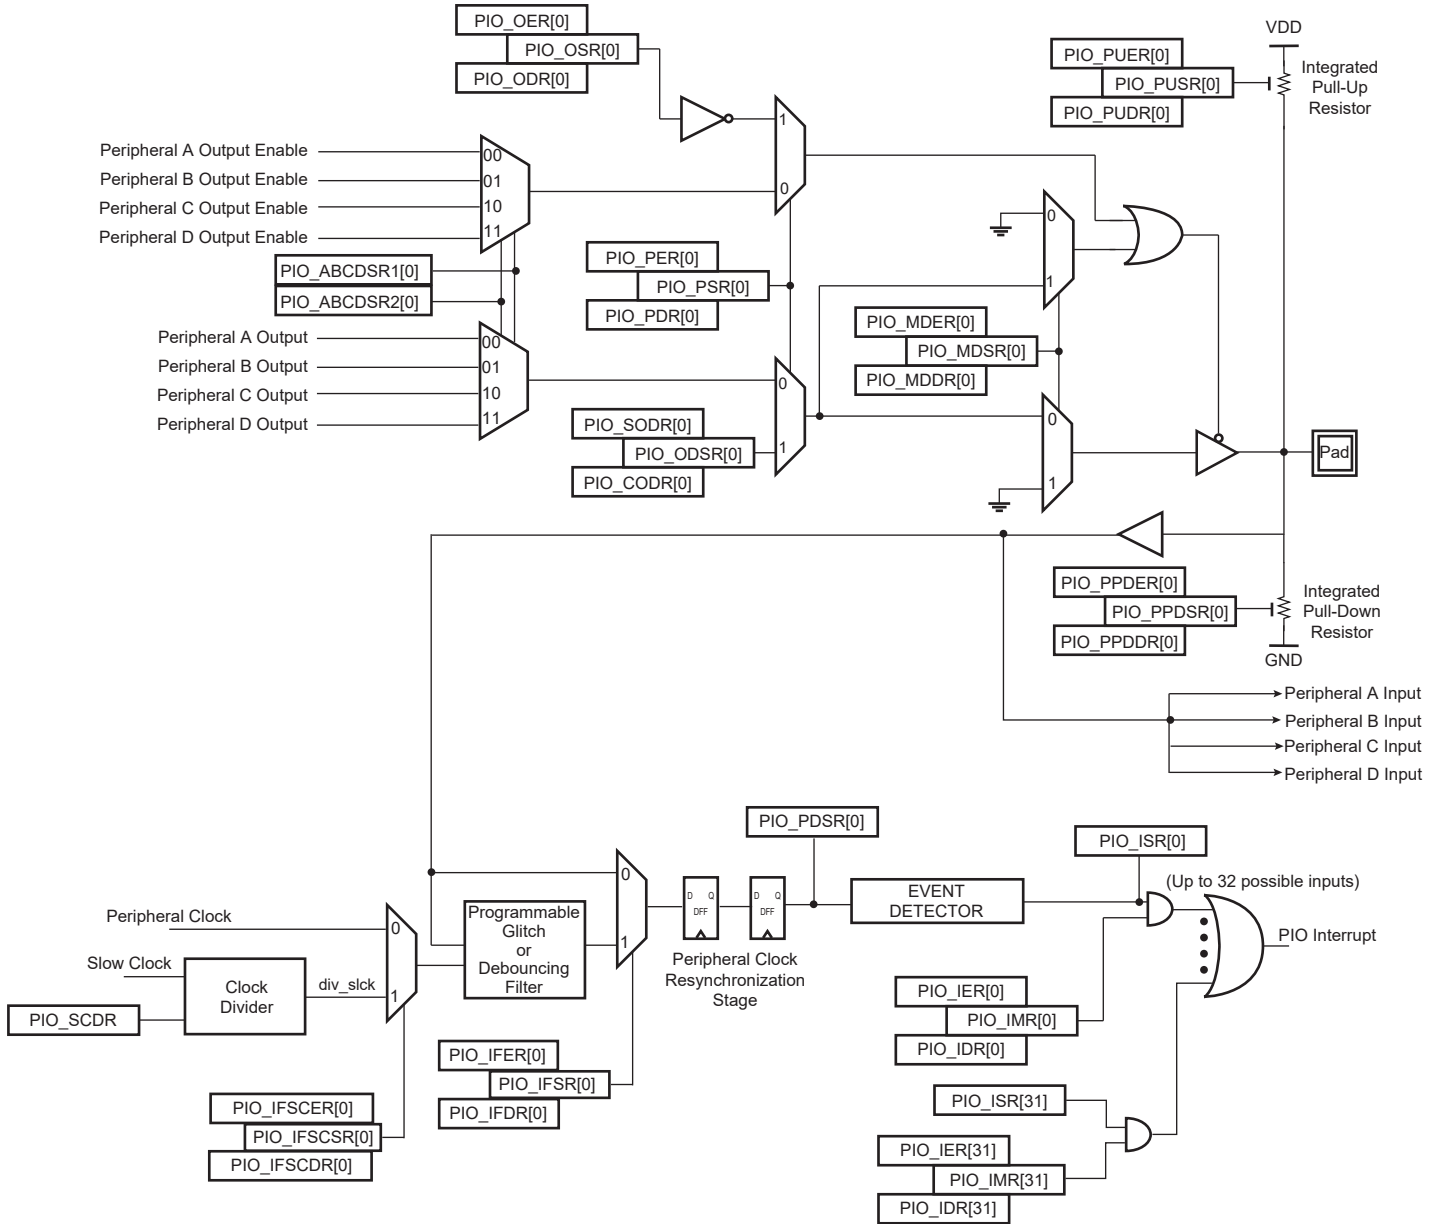 PIO_OER[0]
PIO_OSR[0]
PIO_ODR[0]
1
0
Peripheral A Output Enable
Peripheral B Output Enable
Peripheral C Output Enable
Peripheral D Output Enable
00
01
10
11
PIO_ABCDSR1[0]
PIO_ABCDSR2[0]
Peripheral A Output
Peripheral B Output
Peripheral C Output
Peripheral D Output
00
01
10
11
PIO_PER[0]
PIO_PSR[0]
PIO_PDR[0]
0
1
PIO_SODR[0]
PIO_ODSR[0]
PIO_CODR[0]
PIO_MDER[0]
PIO_MDSR[0]
PIO_MDDR[0]
0
1
0
1
PIO_PUER[0]
PIO_PUSR[0]
PIO_PUDR[0]
VDD
Integrated
Pull-Up
Resistor
Pad
PIO_PPDER[0]
PIO_PPDSR[0]
PIO_PPDDR[0]
Integrated
Pull-Down
Resistor
GND
Peripheral A Input
Peripheral B Input
Peripheral C Input
Peripheral D Input
Peripheral Clock
Slow Clock
PIO_SCDR
Clock
Divider
div_slck
0
1
PIO_IFSCER[0]
PIO_IFSCSR[0]
PIO_IFSCDR[0]
Programmable
Glitch
or
Debouncing
Filter
0
1
PIO_IFER[0]
PIO_IFSR[0]
PIO_IFDR[0]
D Q
DFF
D Q
DFF
Peripheral Clock
Resynchronization
Stage
PIO_PDSR[0]
EVENT
DETECTOR
PIO_ISR[0]
(Up to 32 possible inputs)
PIO Interrupt
PIO_IER[0]
PIO_IMR[0]
PIO_IDR[0]
PIO_ISR[31]
PIO_IER[31]
PIO_IMR[31]
PIO_IDR[31]